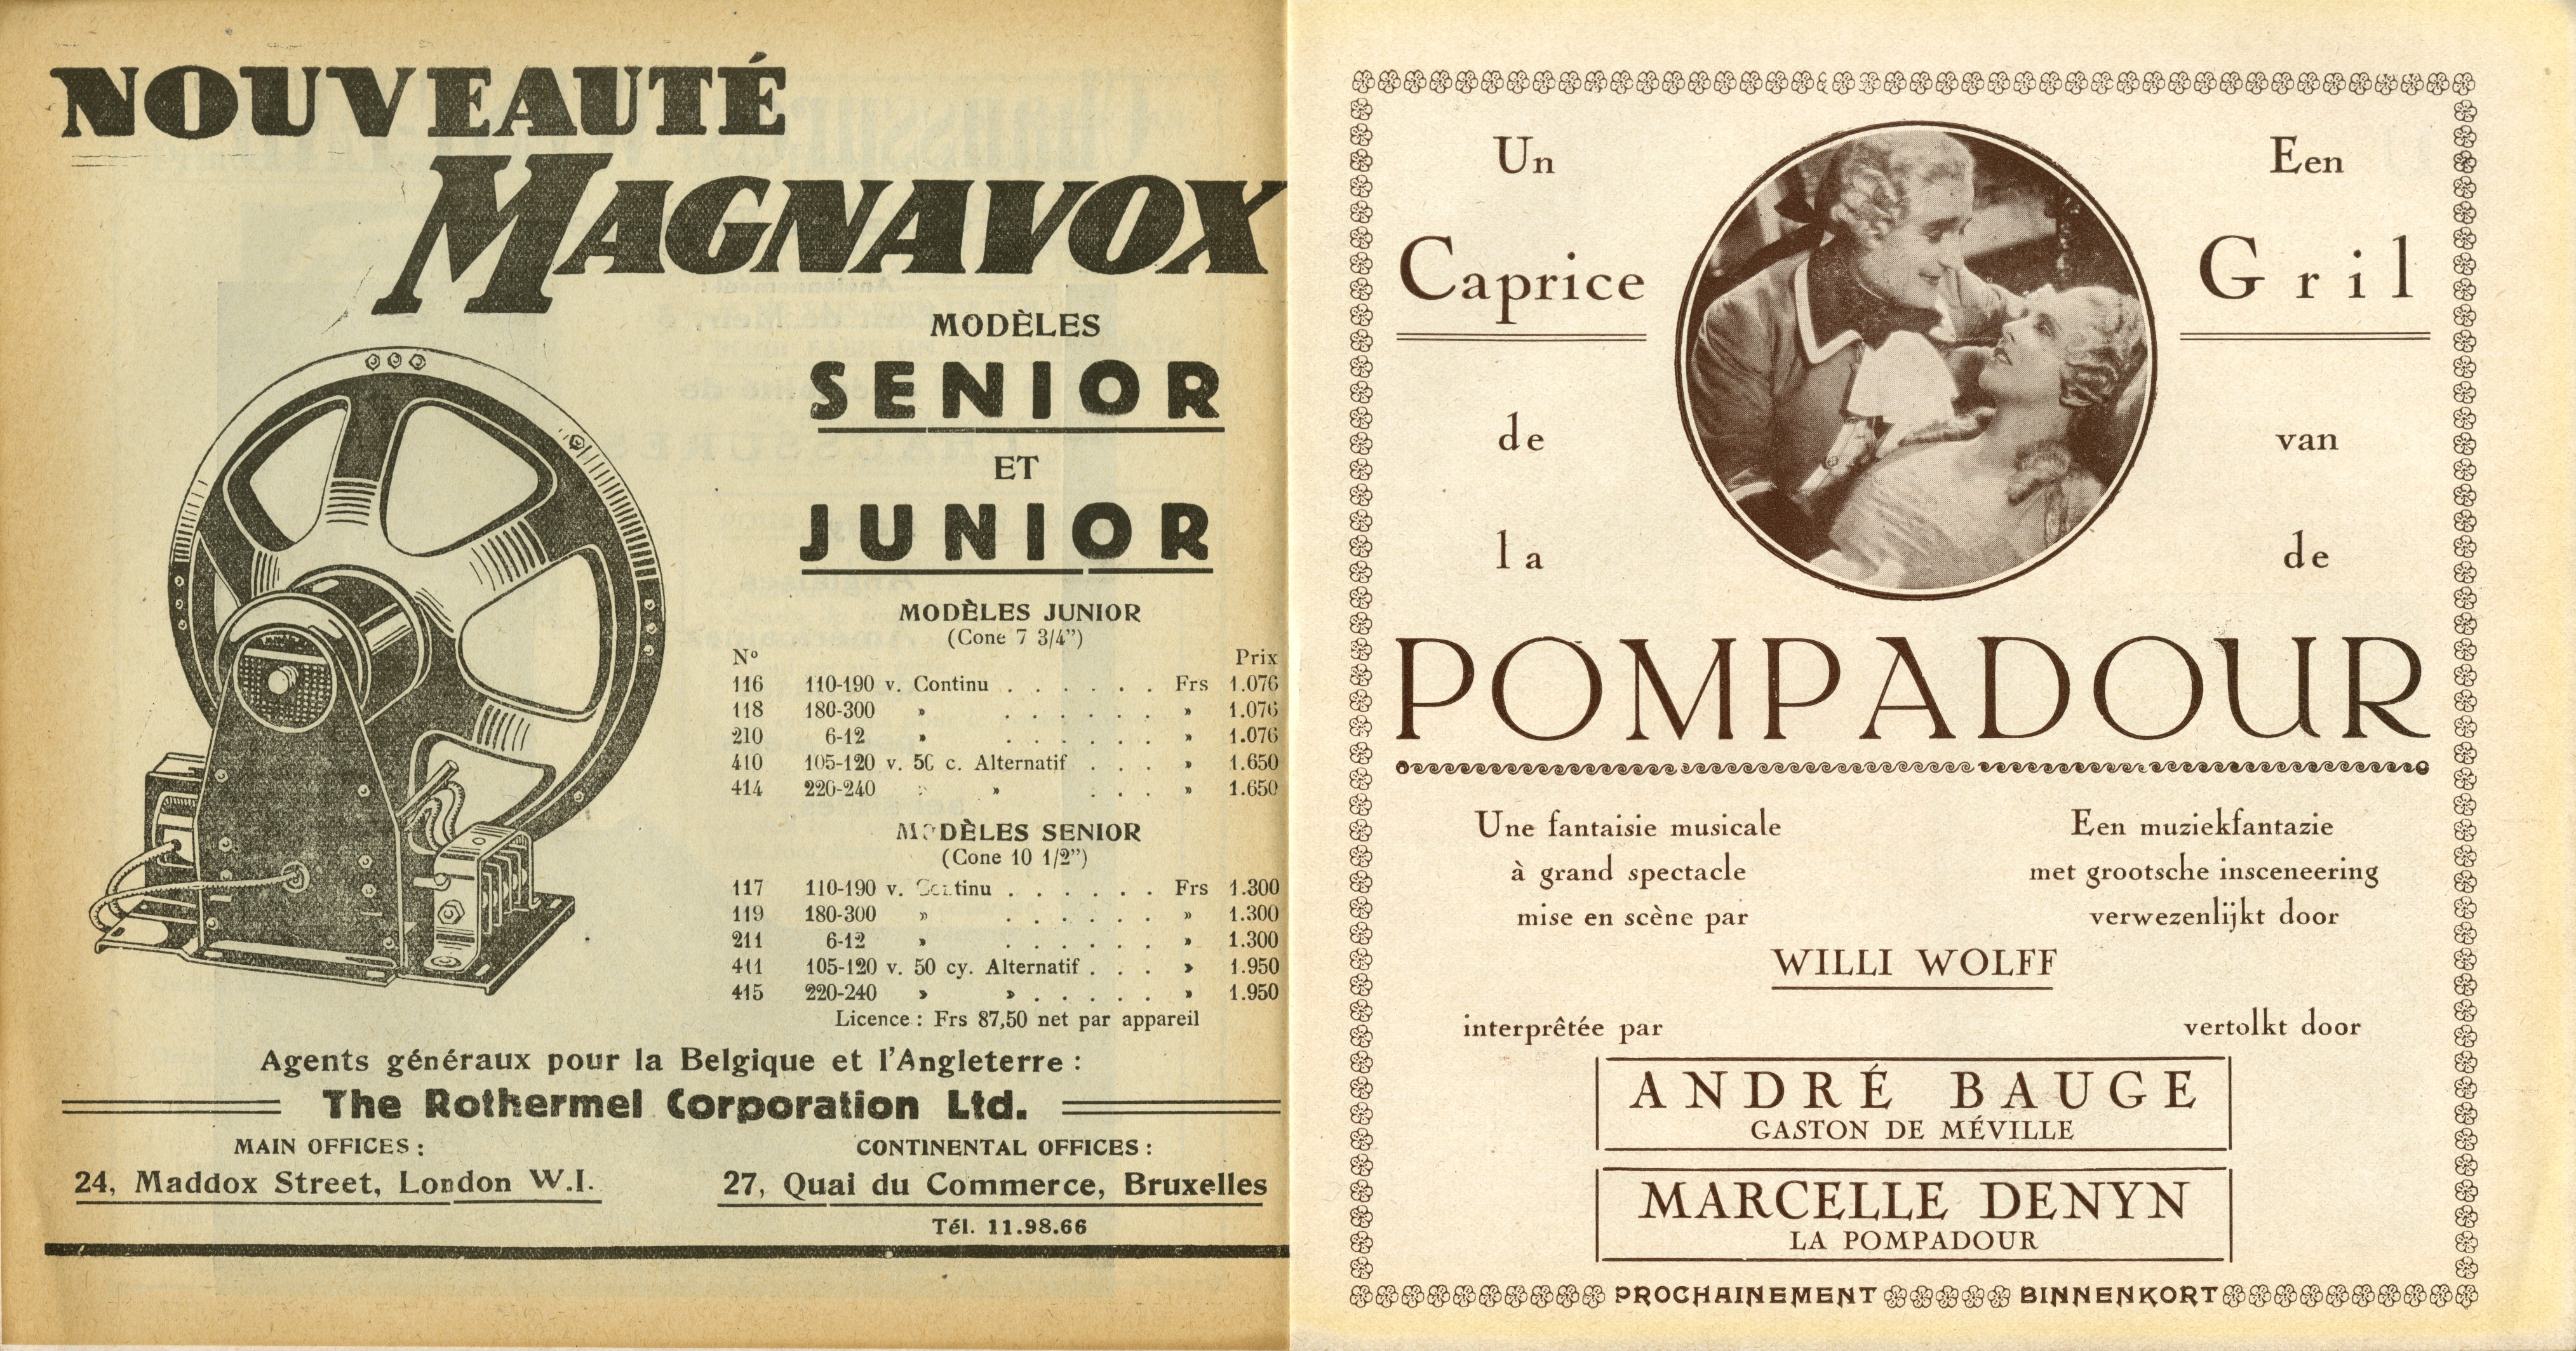 NOUVEAUTÉ
MAGNAVOX
MODÈLES
SENIOR
ET
JUNIOR
MODÈLES JUNIOR
(Cone 7 3/4")
Nº Prix
116 110-190 v. Continu . . . . . . Frs 1.076
118 180-300 » . . . . . . » 1.076
210 6-12 » . . . . . . » 1.076
410 105-120 v. 50 c. Alternatif . . . » 1.650
414 220-240 » » . . . » 1.650
MODÈLES SENIOR
(Cone 10 1/2")
117 110-190 v. Continu . . . . . . Frs 1.300
119 180-300 » . . . . . . » 1.300
211 6-12 » . . . . . . » 1.300
411 105-120 v. 50 cy. Alternatif . . . » 1.950
415 220-240 » » . . . . . » 1.950
Licence : Frs 87,50 net par appareil
Agents généraux pour la Belgique et l'Angleterre :
The Rothermel Corporation Ltd.
MAIN OFFICES :
24, Maddox Street, London W.I.
CONTINENTAL OFFICES :
27, Quai du Commerce, Bruxelles
Tél. 11.98.66
Un
Caprice
de
la
Een
Gril
van
de
POMPADOUR
Une fantaisie musicale
à grand spectacle
mise en scène par
Een muziekfantazie
met grootsche insceneering
verwezenlijkt door
WILLI WOLFF
interprêtée par
vertolkt door
ANDRÉ BAUGE
GASTON DE MÉVILLE
MARCELLE DENYN
LA POMPADOUR
PROCHAINEMENT BINNENKORT